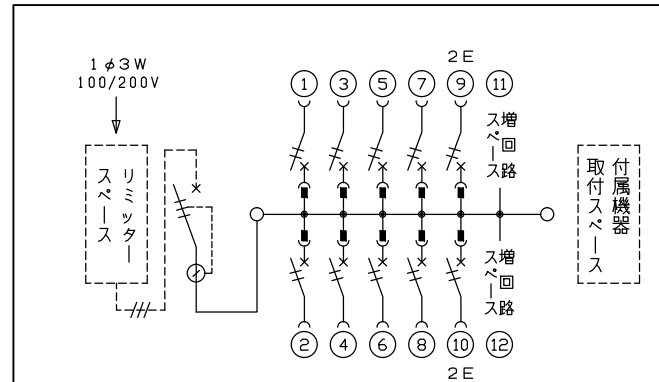 1φ3W
100/200V
リミッター
スペース
2E
① ③ ⑤ ⑦ ⑨ ⑪
増回路
スペース
付属機器
取付スペース
増回路
スペース
② ④ ⑥ ⑧ ⑩ ⑫
2E